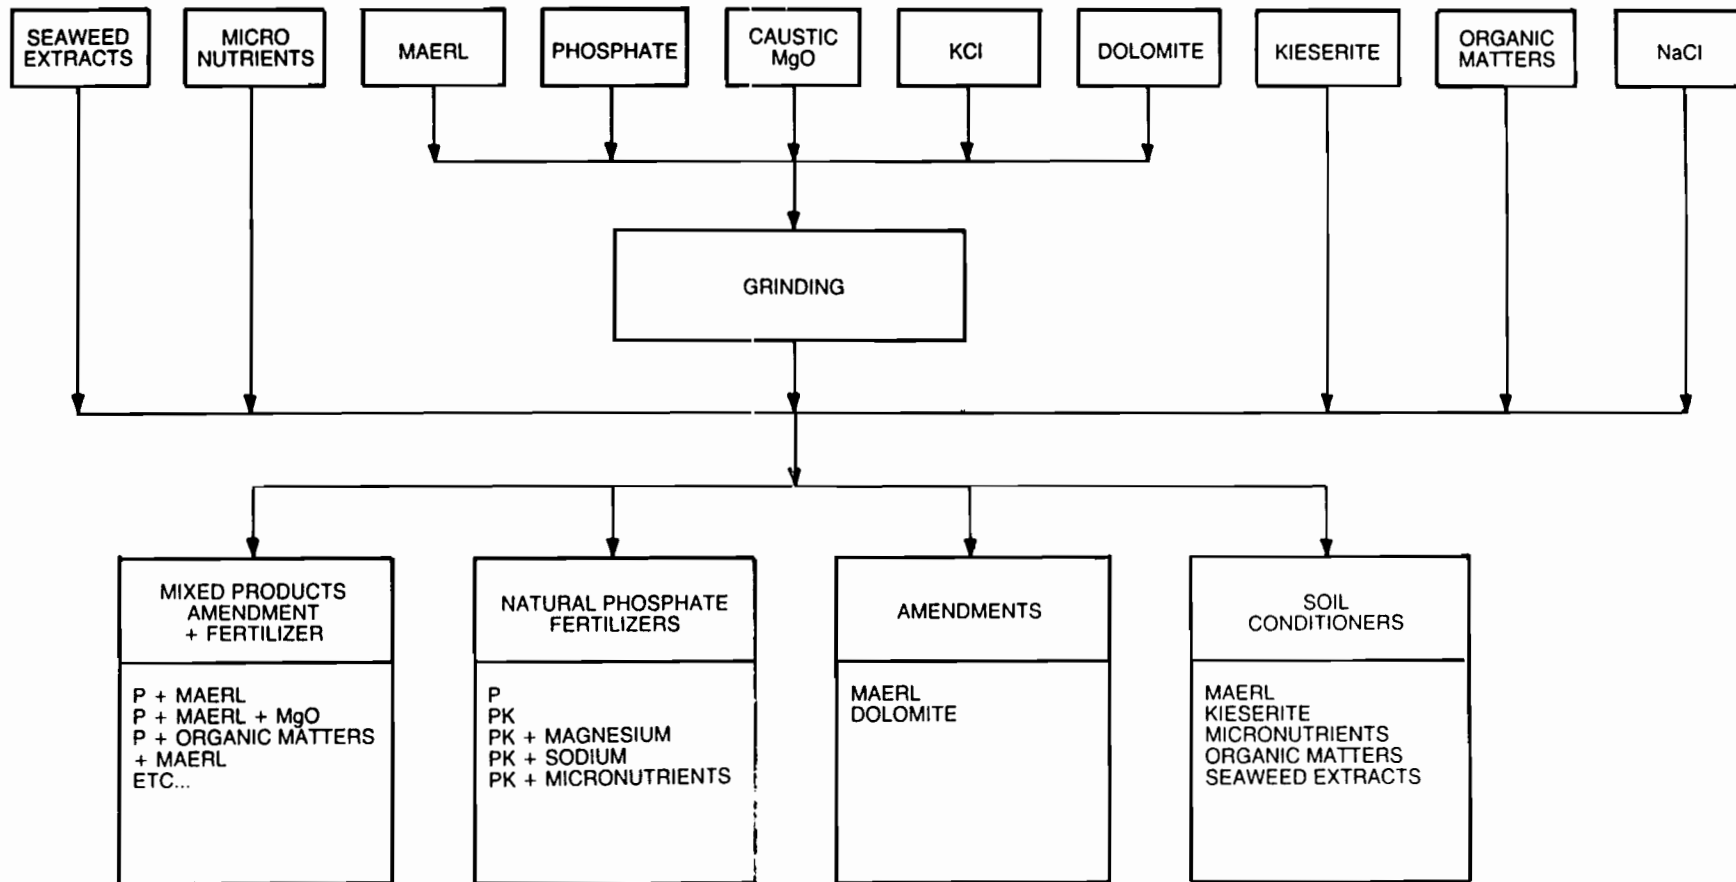 SEAWEED
EXTRACTS
MICRO
NUTRIENTS
MAERL
PHOSPHATE
CAUSTIC
MgO
KCl
DOLOMITE
KIESERITE
ORGANIC
MATTERS
NaCl
GRINDING
MIXED PRODUCTS
AMENDMENT
+ FERTILIZER
P + MAERL
P + MAERL + MgO
P + ORGANIC MATTERS
+ MAERL
ETC...
NATURAL PHOSPHATE
FERTILIZERS
P
PK
PK + MAGNESIUM
PK + SODIUM
PK + MICRONUTRIENTS
AMENDMENTS
MAERL
DOLOMITE
SOIL
CONDITIONERS
MAERL
KIESERITE
MICRONUTRIENTS
ORGANIC MATTERS
SEAWEED EXTRACTS